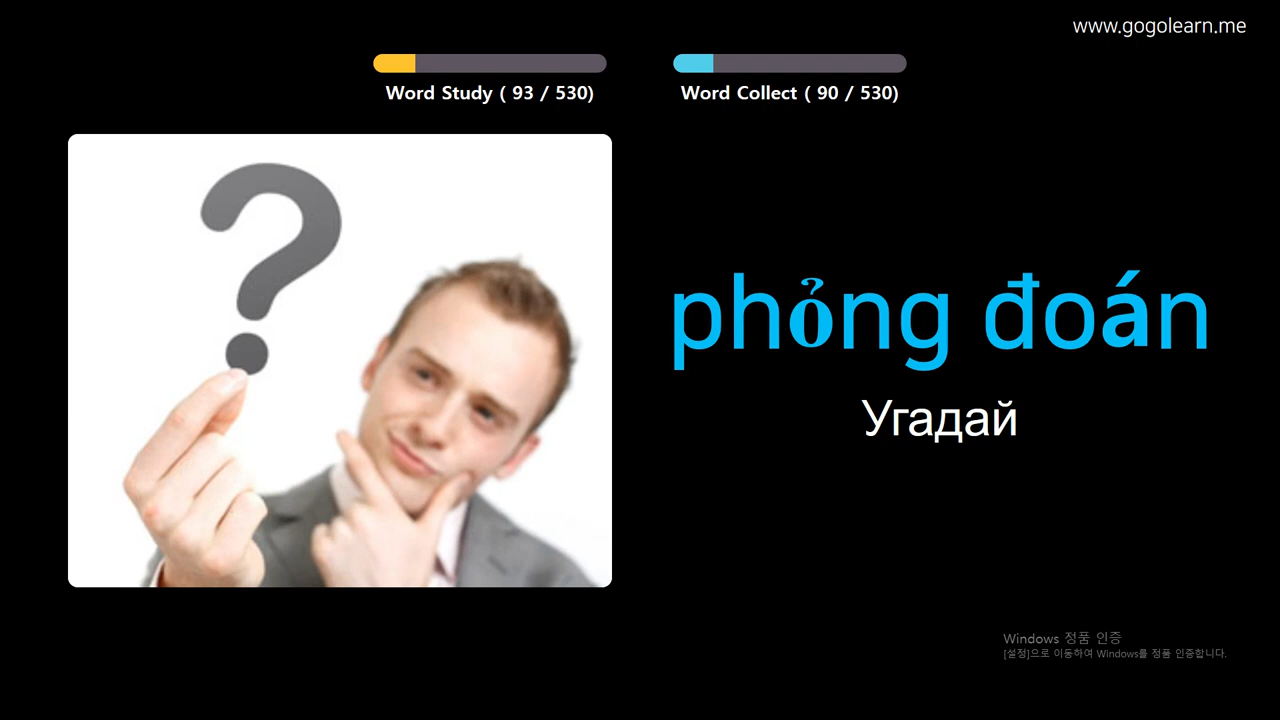 www.gogolearn.me
Word Study ( 93 / 530)
Word Collect ( 90 / 530)
?
phỏng đoán
Угадай
Windows 정품 인증
[설정]으로 이동하여 Windows를 정품 인증합니다.